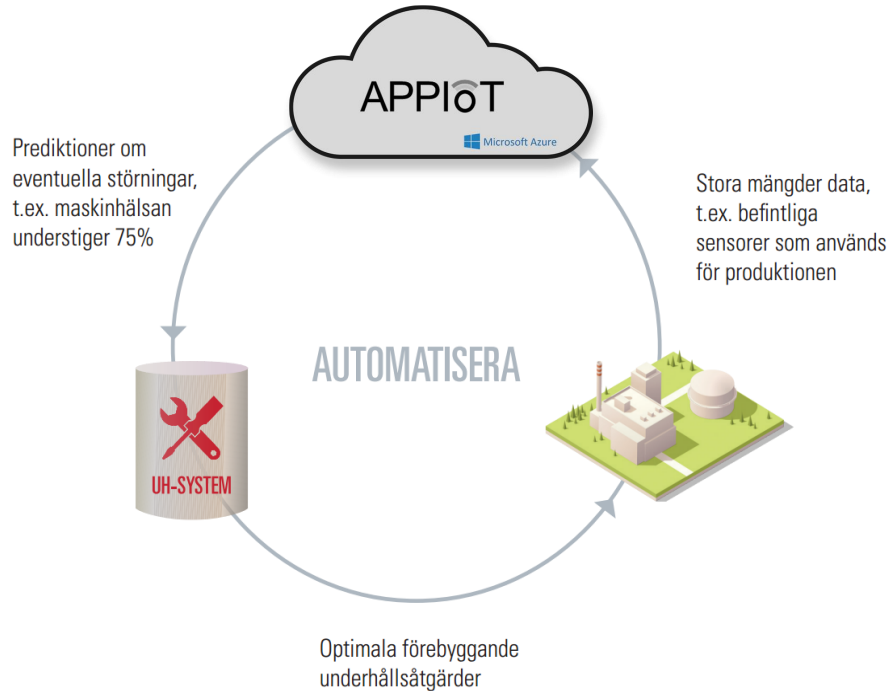 APPIoT
Microsoft Azure
Prediktioner om
eventuella störningar,
t.ex. maskinhälsan
understiger 75%
Stora mängder data,
t.ex. befintliga
sensorer som används
för produktionen
AUTOMATISERA
UH-SYSTEM
Optimala förebyggande
underhållsåtgärder